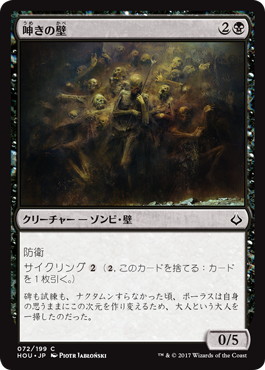 うめ かべ
呻きの壁 2
クリーチャー — ゾンビ・壁
防衛
サイクリング 2 (2, このカードを捨てる：カード
を1枚引く。)
碑も試練も、ナクタムンすらなかった頃、ボーラスは自身
の思うままにこの次元を作り変えるため、大人という大人を
一掃したのだった。
0/5
072/199 C
HOU・JP Piotr Jabłoński ™ & © 2017 Wizards of the Coast